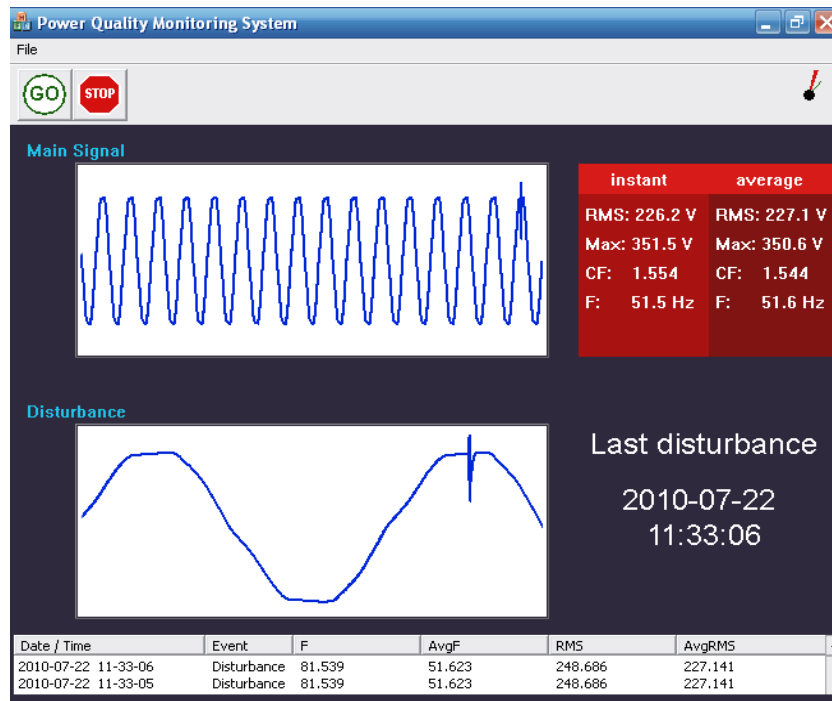 Power Quality Monitoring System
File
GO STOP
Main Signal
instant average
RMS: 226.2 V RMS: 227.1 V
Max: 351.5 V Max: 350.6 V
CF: 1.554 CF: 1.544
F: 51.5 Hz F: 51.6 Hz
Disturbance
Last disturbance
2010-07-22
11:33:06
Date / Time Event F AvgF RMS AvgRMS
2010-07-22 11-33-06 Disturbance 81.539 51.623 248.686 227.141
2010-07-22 11-33-05 Disturbance 81.539 51.623 248.686 227.141